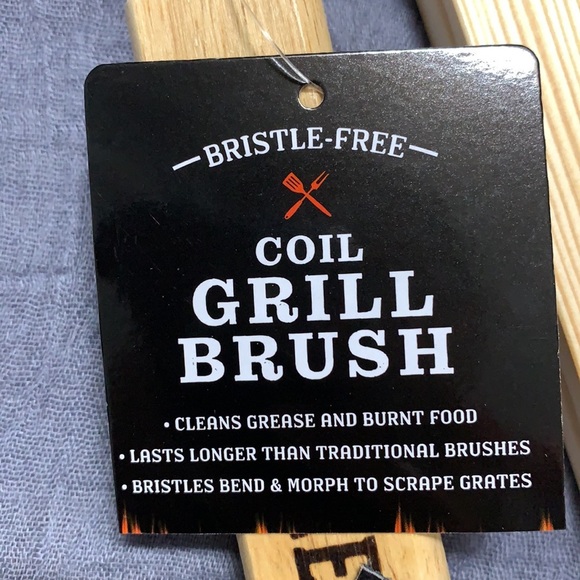 BRISTLE-FREE
COIL
GRILL
BRUSH
• CLEANS GREASE AND BURNT FOOD
• LASTS LONGER THAN TRADITIONAL BRUSHES
• BRISTLES BEND & MORPH TO SCRAPE GRATES